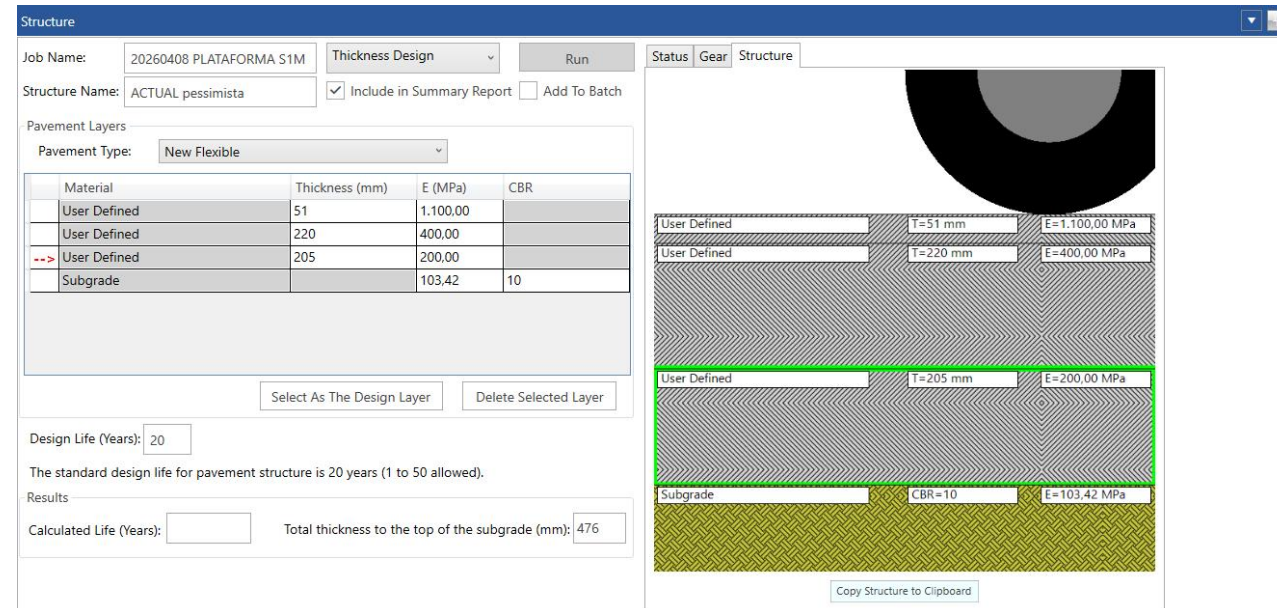 Structure
Job Name: 20260408 PLATAFORMA S1M Thickness Design Run
Structure Name: ACTUAL pessimista Include in Summary Report Add To Batch
Pavement Layers
Pavement Type: New Flexible
Material Thickness (mm) E (MPa) CBR
User Defined 51 1.100,00
User Defined 220 400,00
--> User Defined 205 200,00
Subgrade 103,42 10
Select As The Design Layer Delete Selected Layer
Design Life (Years): 20
The standard design life for pavement structure is 20 years (1 to 50 allowed).
Results
Calculated Life (Years): Total thickness to the top of the subgrade (mm): 476
Status Gear Structure
User Defined T=51 mm E=1.100,00 MPa
User Defined T=220 mm E=400,00 MPa
User Defined T=205 mm E=200,00 MPa
Subgrade CBR=10 E=103,42 MPa
Copy Structure to Clipboard